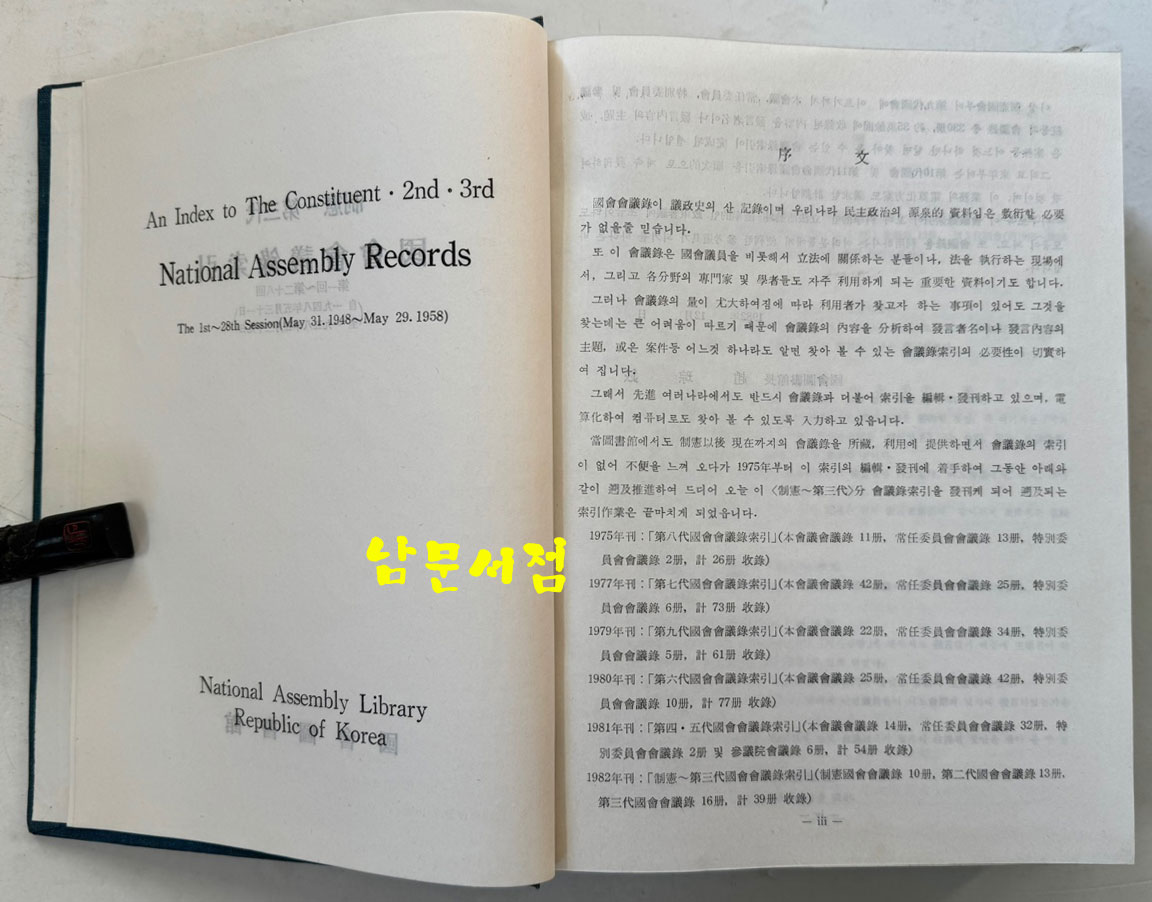 An Index to The Constituent · 2nd · 3rd
National Assembly Records
The 1st～28th Session(May 31. 1948～May 29. 1958)
남문서점
National Assembly Library
Republic of Korea
序 文
國會會議錄이 議政史의 산 記錄이며 우리나라 民主政治의 源泉的 資料임은 敷衍할 必要
가 없을줄 믿습니다.
또 이 會議錄은 國會議員을 비롯해서 立法에 關係하는 분들이나, 法을 執行하는 現場에
서, 그리고 各分野의 專門家 및 學者들도 자주 利用하게 되는 重要한 資料이기도 합니다.
그러나 會議錄의 量이 尤大하여짐에 따라 利用者가 찾고자 하는 事項이 있어도 그것을
찾는데는 큰 어려움이 따르기 때문에 會議錄의 內容을 分析하여 發言者名이나 發言內容의
主題, 或은 案件등 어느것 하나라도 알면 찾아 볼 수 있는 會議錄索引의 必要性이 切實하
여 집니다.
그래서 先進 여러나라에서도 반드시 會議錄과 더불어 索引을 編輯·發刊하고 있으며, 電
算化하여 컴퓨터로도 찾아 볼 수 있도록 入力하고 있읍니다.
當圖書館에서도 制憲以後 現在까지의 會議錄을 所藏, 利用에 提供하면서 會議錄의 索引
이 없어 不便을 느껴 오다가 1975年부터 이 索引의 編輯·發刊에 着手하여 그동안 아래와
같이 遡及推進하여 드디어 오늘 이 〈制憲～第三代〉分 會議錄索引을 發刊케 되어 遡及되는
索引作業은 끝마치게 되었읍니다.
1975年刊：「第八代國會會議錄索引」(本會議會議錄 11册, 常任委員會會議錄 13册, 特別委
員會會議錄 2册, 計 26册 收錄)
1977年刊：「第七代國會會議錄索引」(本會議會議錄 42册, 常任委員會會議錄 25册, 特別委
員會會議錄 6册, 計 73册 收錄)
1979年刊：「第九代國會會議錄索引」(本會議會議錄 22册, 常任委員會會議錄 34册, 特別委
員會會議錄 5册, 計 61册 收錄)
1980年刊：「第六代國會會議錄索引」(本會議會議錄 25册, 常任委員會會議錄 42册, 特別委
員會會議錄 10册, 計 77册 收錄)
1981年刊：「第四·五代國會會議錄索引」(本會議會議錄 14册, 常任委員會會議錄 32册, 特
別委員會會議錄 2册 및 參議院會議錄 6册, 計 54册 收錄)
1982年刊：「制憲～第三代國會會議錄索引」(制憲國會會議錄 10册, 第二代國會會議錄 13册,
第三代國會會議錄 16册, 計 39册 收錄)
— iii —